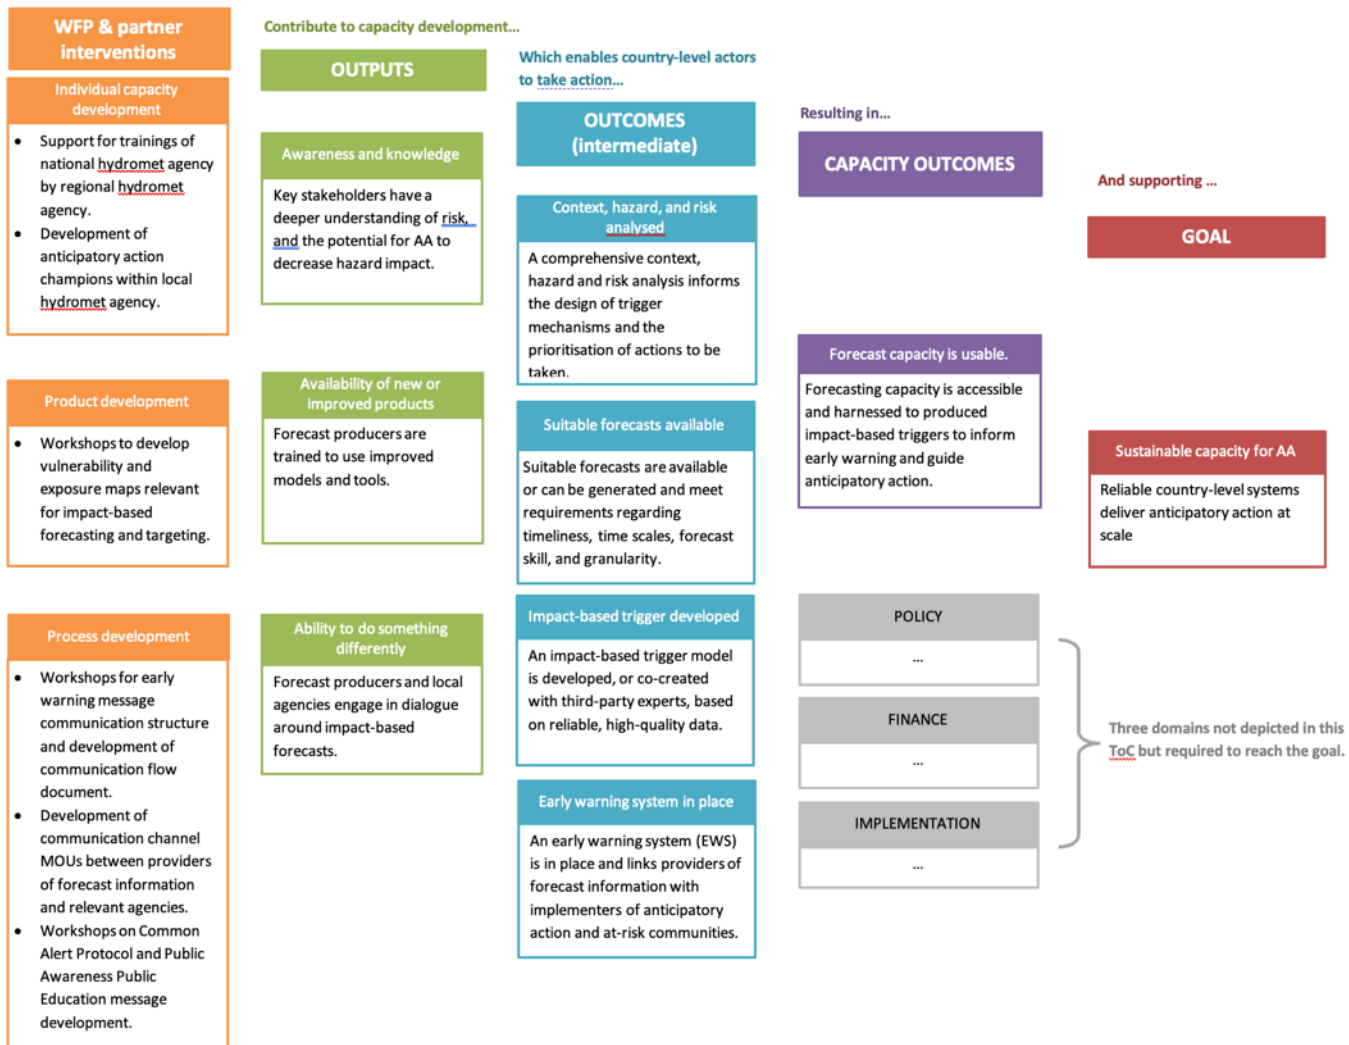 WFP & partner
interventions
Individual capacity
development
• Support for trainings of
national hydromet agency
by regional hydromet
agency.
• Development of
anticipatory action
champions within local
hydromet agency.
Product development
• Workshops to develop
vulnerability and
exposure maps relevant
for impact-based
forecasting and targeting.
Process development
• Workshops for early
warning message
communication structure
and development of
communication flow
document.
• Development of
communication channel
MOUs between providers
of forecast information
and relevant agencies.
• Workshops on Common
Alert Protocol and Public
Awareness Public
Education message
development.
Contribute to capacity development...
OUTPUTS
Awareness and knowledge
Key stakeholders have a
deeper understanding of risk,
and the potential for AA to
decrease hazard impact.
Availability of new or
improved products
Forecast producers are
trained to use improved
models and tools.
Ability to do something
differently
Forecast producers and local
agencies engage in dialogue
around impact-based
forecasts.
Which enables country-level actors
to take action...
OUTCOMES
(intermediate)
Context, hazard, and risk
analysed
A comprehensive context,
hazard and risk analysis informs
the design of trigger
mechanisms and the
prioritisation of actions to be
taken.
Suitable forecasts available
Suitable forecasts are available
or can be generated and meet
requirements regarding
timeliness, time scales, forecast
skill, and granularity.
Impact-based trigger developed
An impact-based trigger model
is developed, or co-created
with third-party experts, based
on reliable, high-quality data.
Early warning system in place
An early warning system (EWS)
is in place and links providers of
forecast information with
implementers of anticipatory
action and at-risk communities.
Resulting in...
CAPACITY OUTCOMES
Forecast capacity is usable.
Forecasting capacity is accessible
and harnessed to produced
impact-based triggers to inform
early warning and guide
anticipatory action.
POLICY
...
FINANCE
...
IMPLEMENTATION
...
And supporting ...
GOAL
Sustainable capacity for AA
Reliable country-level systems
deliver anticipatory action at
scale
Three domains not depicted in this
ToC but required to reach the goal.